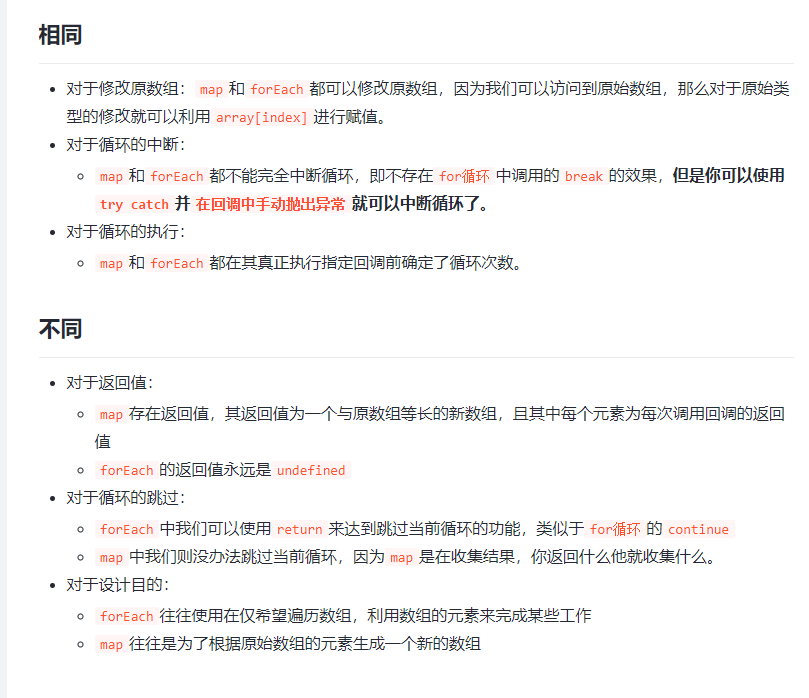 相同
对于修改原数组： map 和 forEach 都可以修改原数组，因为我们可以访问到原始数组，那么对于原始类
型的修改就可以利用 array[index] 进行赋值。
对于循环的中断：
map 和 forEach 都不能完全中断循环，即不存在 for循环 中调用的 break 的效果，但是你可以使用
try catch 并 在回调中手动抛出异常 就可以中断循环了。
对于循环的执行：
map 和 forEach 都在其真正执行指定回调前确定了循环次数。
不同
对于返回值：
map 存在返回值，其返回值为一个与原数组等长的新数组，且其中每个元素为每次调用回调的返回
值
forEach 的返回值永远是 undefined
对于循环的跳过：
forEach 中我们可以使用 return 来达到跳过当前循环的功能，类似于 for循环 的 continue
map 中我们则没办法跳过当前循环，因为 map 是在收集结果，你返回什么他就收集什么。
对于设计目的：
forEach 往往使用在仅希望遍历数组，利用数组的元素来完成某些工作
map 往往是为了根据原始数组的元素生成一个新的数组